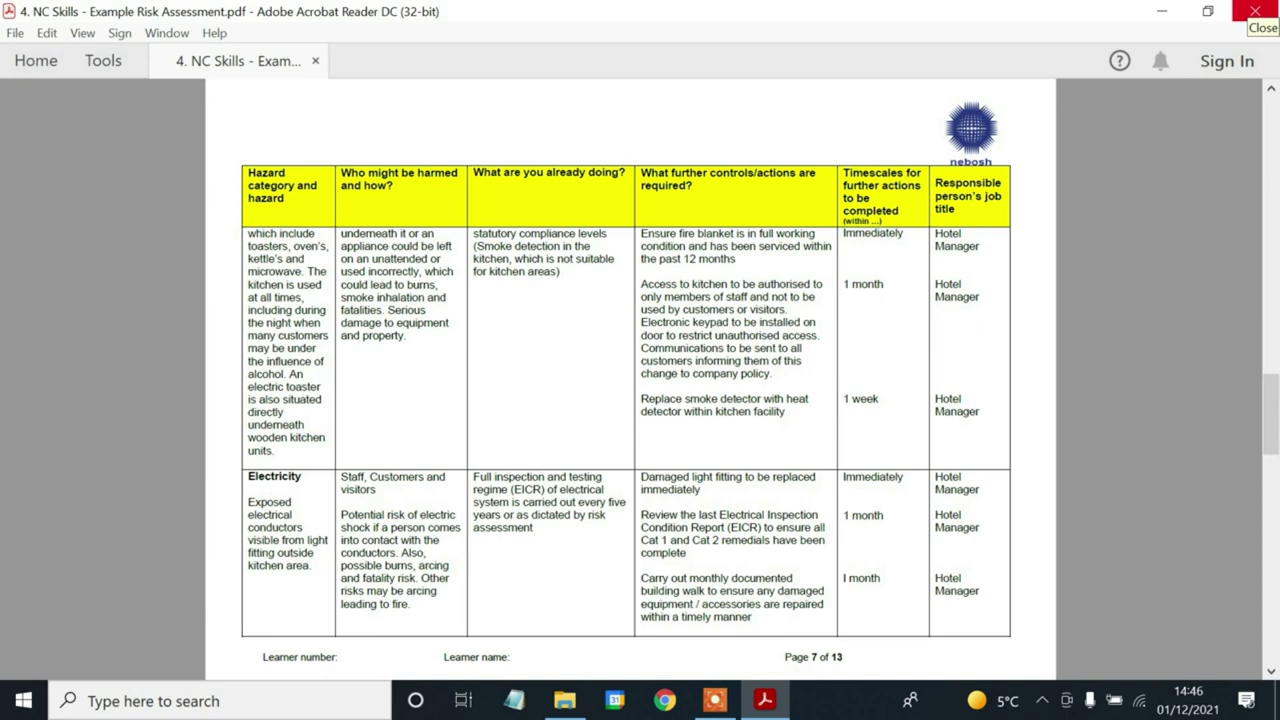 4. NC Skills - Example Risk Assessment.pdf - Adobe Acrobat Reader DC (32-bit)
Close
File Edit View Sign Window Help
Home Tools 4. NC Skills - Exam... Sign In
nebosh
Hazard
category and
hazard
Who might be harmed
and how?
What are you already doing?
What further controls/actions are
required?
Timescales for
further actions
to be
completed
(within ...)
Responsible
person's job
title
which include
toasters, oven's,
kettle's and
microwave. The
kitchen is used
at all times,
including during
the night when
many customers
may be under
the influence of
alcohol. An
electric toaster
is also situated
directly
underneath
wooden kitchen
units.
underneath it or an
appliance could be left
on an unattended or
used incorrectly, which
could lead to burns,
smoke inhalation and
fatalities. Serious
damage to equipment
and property.
statutory compliance levels
(Smoke detection in the
kitchen, which is not suitable
for kitchen areas)
Ensure fire blanket is in full working
condition and has been serviced within
the past 12 months
Immediately
Hotel
Manager
Access to kitchen to be authorised to
only members of staff and not to be
used by customers or visitors.
Electronic keypad to be installed on
door to restrict unauthorised access.
Communications to be sent to all
customers informing them of this
change to company policy.
1 month
Hotel
Manager
Replace smoke detector with heat
detector within kitchen facility
1 week
Hotel
Manager
Electricity
Exposed
electrical
conductors
visible from light
fitting outside
kitchen area.
Staff, Customers and
visitors
Potential risk of electric
shock if a person comes
into contact with the
conductors. Also,
possible burns, arcing
and fatality risk. Other
risks may be arcing
leading to fire.
Full inspection and testing
regime (EICR) of electrical
system is carried out every five
years or as dictated by risk
assessment
Damaged light fitting to be replaced
immediately
Immediately
Hotel
Manager
Review the last Electrical Inspection
Condition Report (EICR) to ensure all
Cat 1 and Cat 2 remedials have been
complete
1 month
Hotel
Manager
Carry out monthly documented
building walk to ensure any damaged
equipment / accessories are repaired
within a timely manner
I month
Hotel
Manager
Learner number: Learner name: Page 7 of 13
Type here to search
31
5°C
14:46
01/12/2021